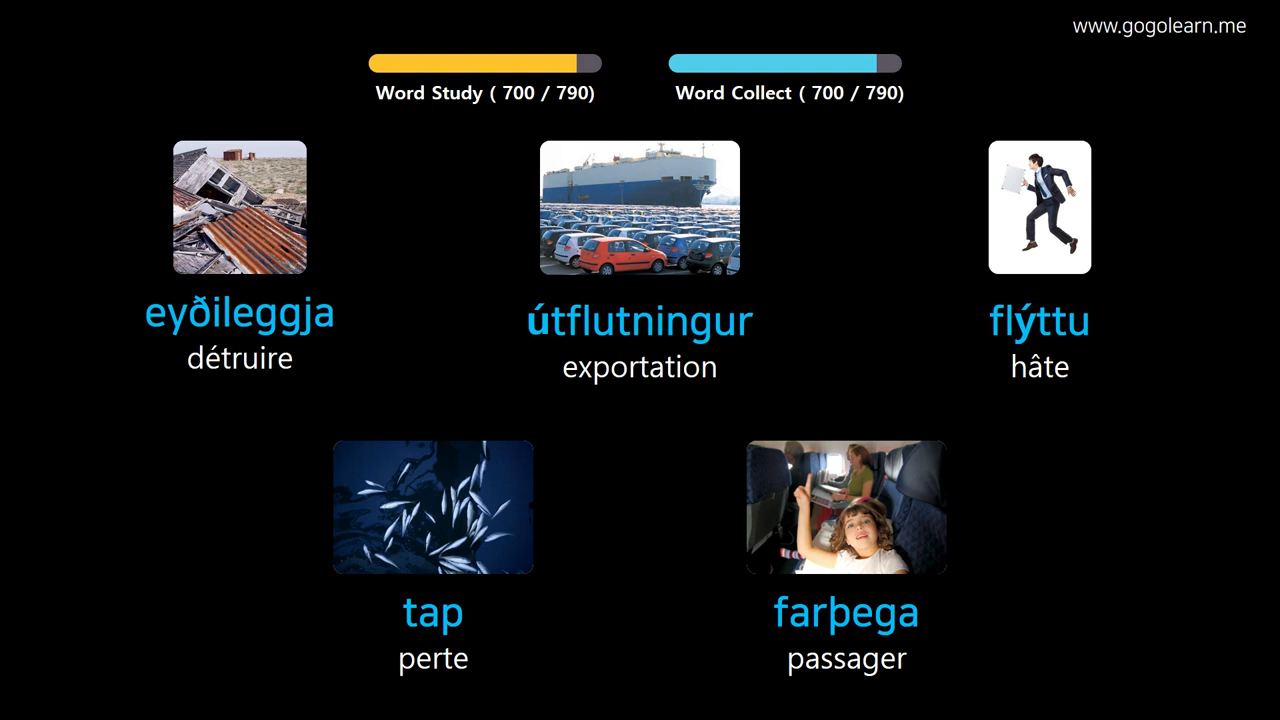 www.gogolearn.me
Word Study ( 700 / 790)
Word Collect ( 700 / 790)
eyðileggja
détruire
útflutningur
exportation
flýttu
hâte
tap
perte
farþega
passager